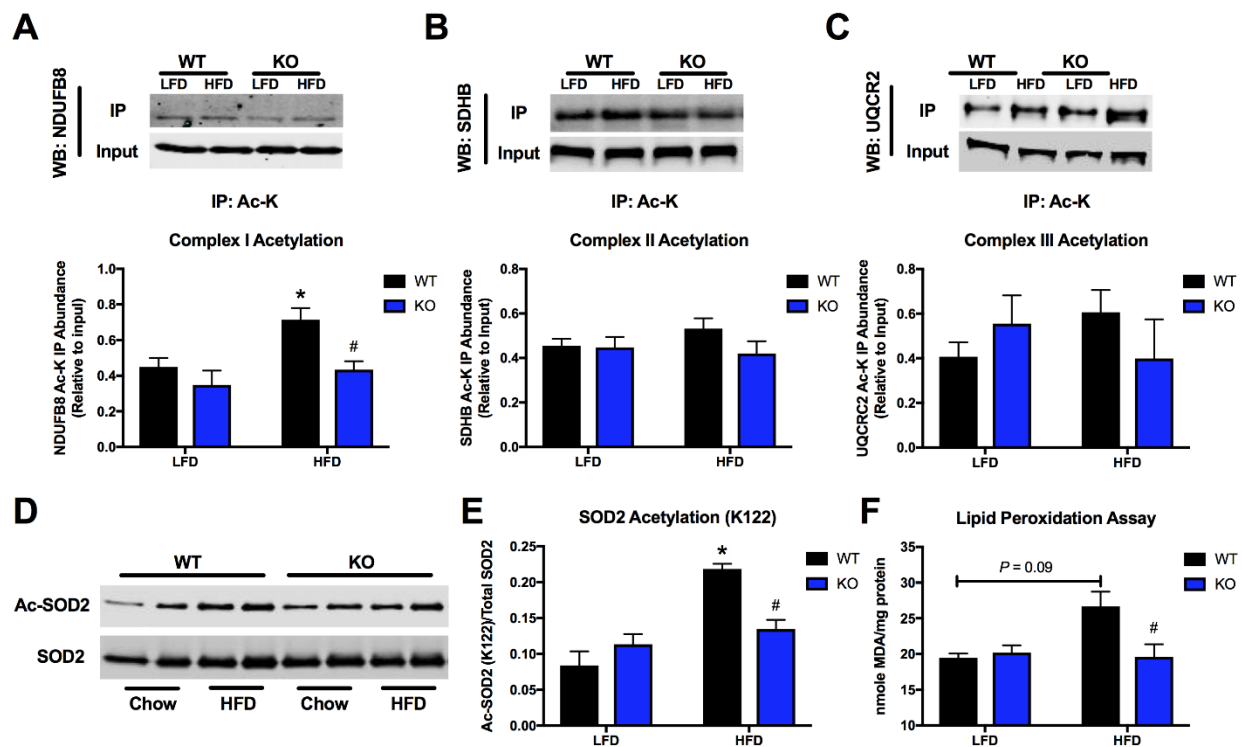 A
WT KO
LFD HFD LFD HFD
WB: NDUFB8
IP
Input
IP: Ac-K
Complex I Acetylation
NDUFB8 Ac-K IP Abundance
(Relative to input)
1.0
0.8
0.6
0.4
0.2
0.0
*
#
WT
KO
LFD HFD
B
WT KO
LFD HFD LFD HFD
WB: SDHB
IP
Input
IP: Ac-K
Complex II Acetylation
SDHB Ac-K IP Abundance
(Relative to Input)
0.8
0.6
0.4
0.2
0.0
WT
KO
LFD HFD
C
WT KO
LFD HFD LFD HFD
WB: UQCR2
IP
Input
IP: Ac-K
Complex III Acetylation
UQCRC2 Ac-K IP Abundance
(Relative to Input)
0.8
0.6
0.4
0.2
0.0
WT
KO
LFD HFD
D
WT KO
Ac-SOD2
SOD2
Chow HFD Chow HFD
E
SOD2 Acetylation (K122)
Ac-SOD2 (K122)/Total SOD2
0.25
0.20
0.15
0.10
0.05
0.00
*
#
WT
KO
LFD HFD
F
Lipid Peroxidation Assay
nmole MDA/mg protein
35
30
25
20
15
10
P = 0.09
#
WT
KO
LFD HFD